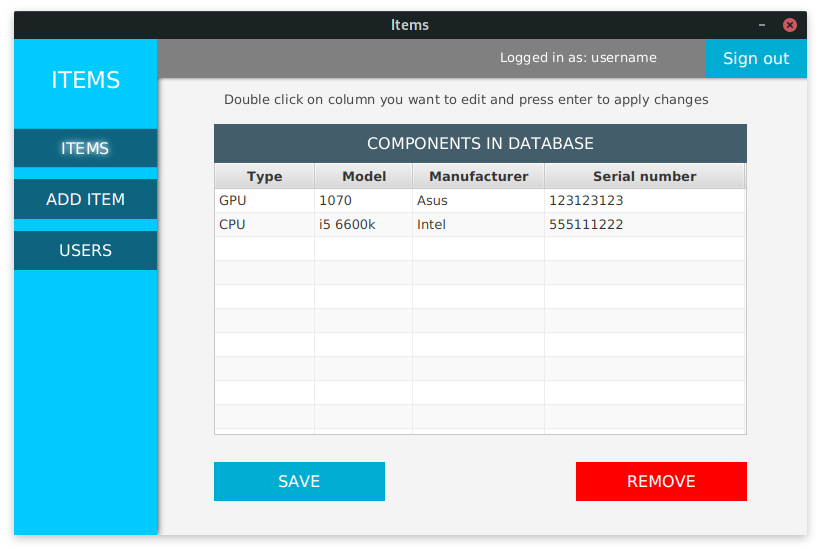 Items
ITEMS
Logged in as: username
Sign out
Double click on column you want to edit and press enter to apply changes
ITEMS
ADD ITEM
USERS
COMPONENTS IN DATABASE
Type Model Manufacturer Serial number
GPU 1070 Asus 123123123
CPU i5 6600k Intel 555111222
SAVE
REMOVE